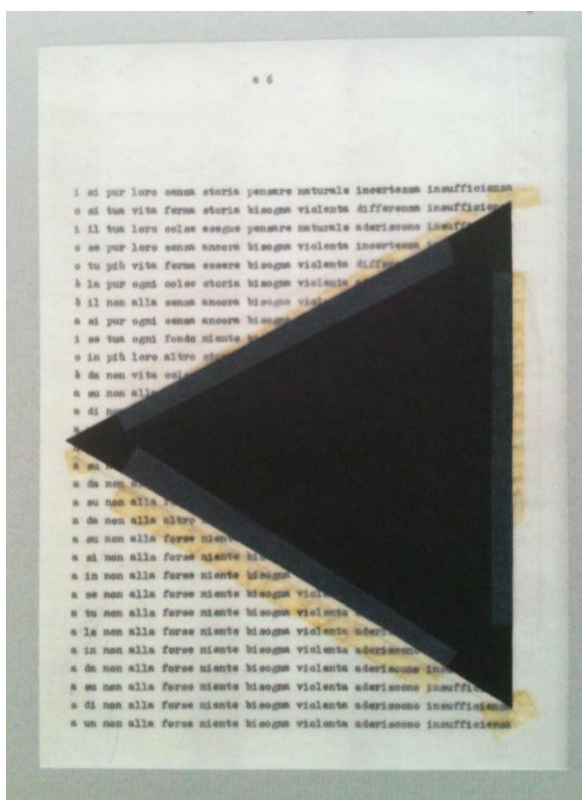 a 6
i si pur loro senza storia pensare naturale incertezza insufficienza
o mi tua vita ferma storia bisogna violenta differenza
i il tuo loro esegue pensare naturale aderiscono
o se pur loro senza ancora bisogna violenta incertezza
o tu più vita ferma essere bisogna violenta
è la pur ogni storia bisogna violenta
è il non alla senza ancora bisogna
a si pur ogni senza ancora
i se tua ogni fondo niente
o in più loro altro
è da non vita
a su non alla
a di
a
a su
a da non
a su non alla
a da non alla altro
a su non alla forse niente
a si non alla forse niente
a in non alla forse niente bisogna
a se non alla forse niente bisogna
a tu non alla forse niente bisogna violenta
a la non alla forse niente bisogna violenta
a in non alla forse niente bisogna violenta aderiscono
a da non alla forse niente bisogna violenta aderiscono
a su non alla forse niente bisogna violenta aderiscono
a di non alla forse niente bisogna violenta aderiscono insufficienza
a un non alla forse niente bisogna violenta aderiscono insufficienza